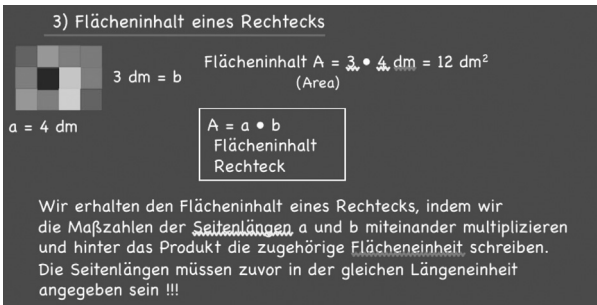 3) Flächeninhalt eines Rechtecks
3 dm = b
Flächeninhalt A = 3 • 4 dm = 12 dm²
(Area)
a = 4 dm
A = a • b
Flächeninhalt
Rechteck
Wir erhalten den Flächeninhalt eines Rechtecks, indem wir
die Maßzahlen der Seitenlängen a und b miteinander multiplizieren
und hinter das Produkt die zugehörige Flächeneinheit schreiben.
Die Seitenlängen müssen zuvor in der gleichen Längeneinheit
angegeben sein !!!